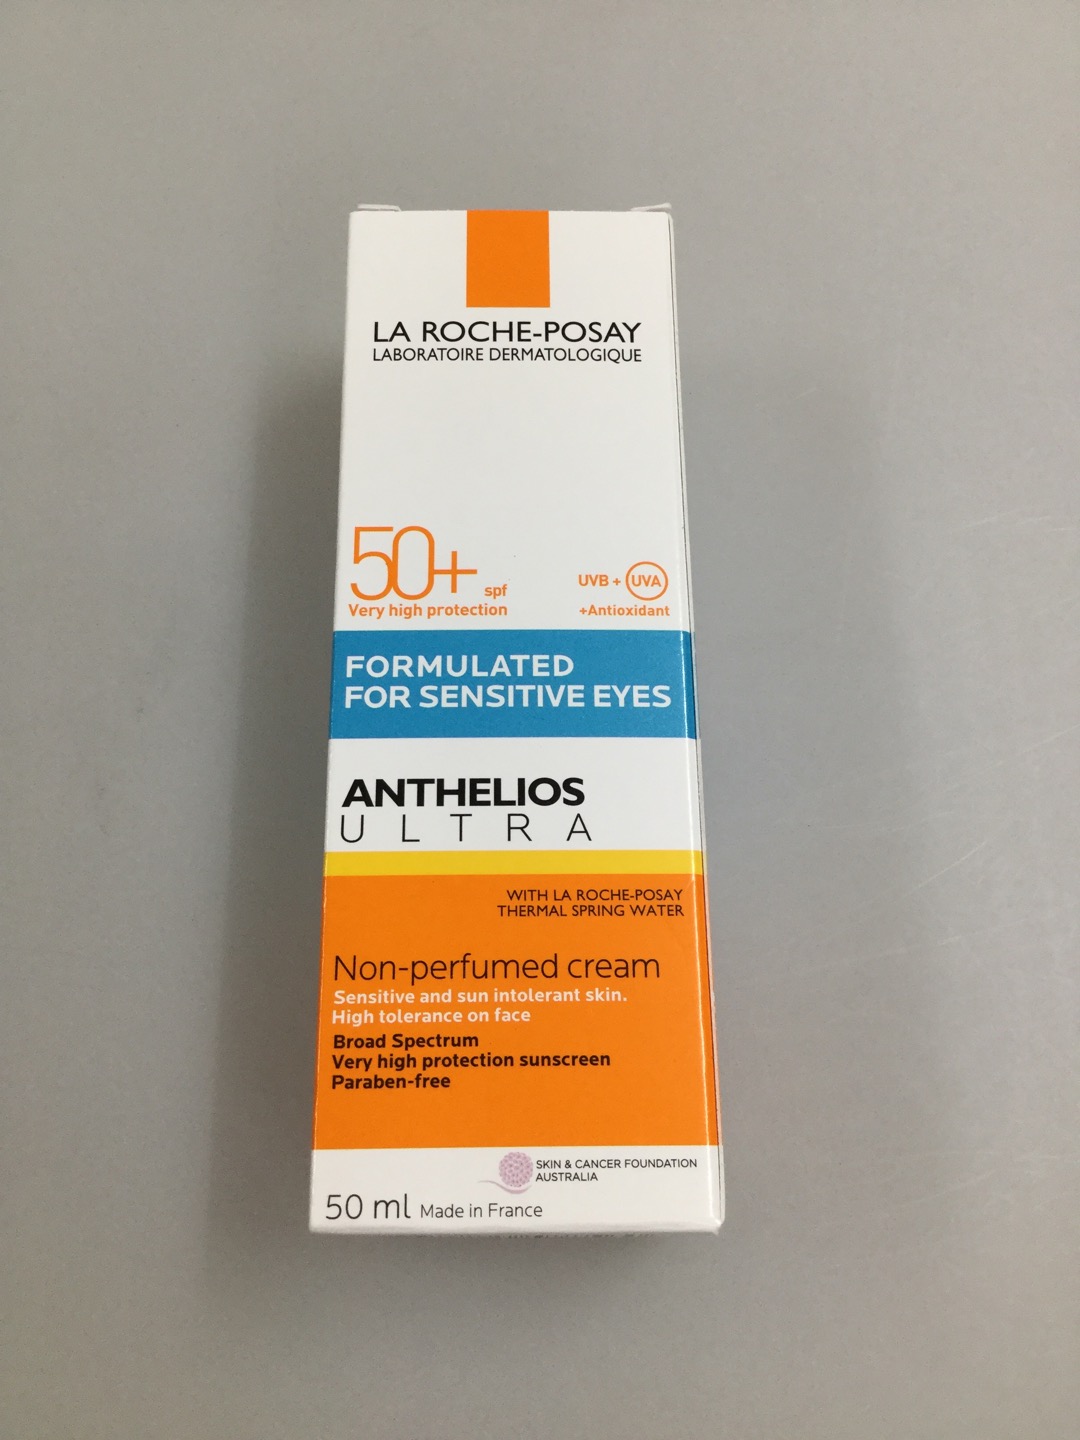 LA ROCHE-POSAY
LABORATOIRE DERMATOLOGIQUE
50+ spf
Very high protection
UVB + UVA
+Antioxidant
FORMULATED
FOR SENSITIVE EYES
ANTHELIOS
ULTRA
WITH LA ROCHE-POSAY
THERMAL SPRING WATER
Non-perfumed cream
Sensitive and sun intolerant skin.
High tolerance on face
Broad Spectrum
Very high protection sunscreen
Paraben-free
SKIN & CANCER FOUNDATION
AUSTRALIA
50 ml Made in France